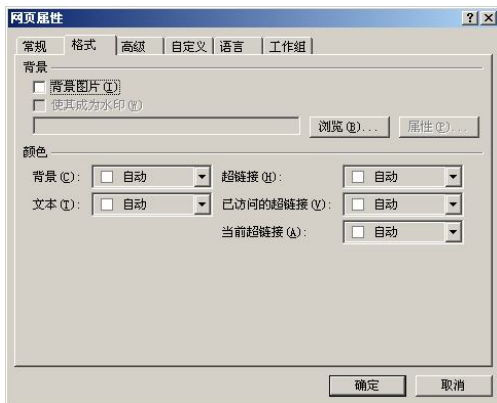 网页属性
常规 格式 高级 自定义 语言 工作组
背景
背景图片(I)
使其成为水印(W)
浏览(B)... 属性(P)...
颜色
背景(C): 自动 超链接(H): 自动
文本(T): 自动 已访问的超链接(V): 自动
当前超链接(A): 自动
确定 取消